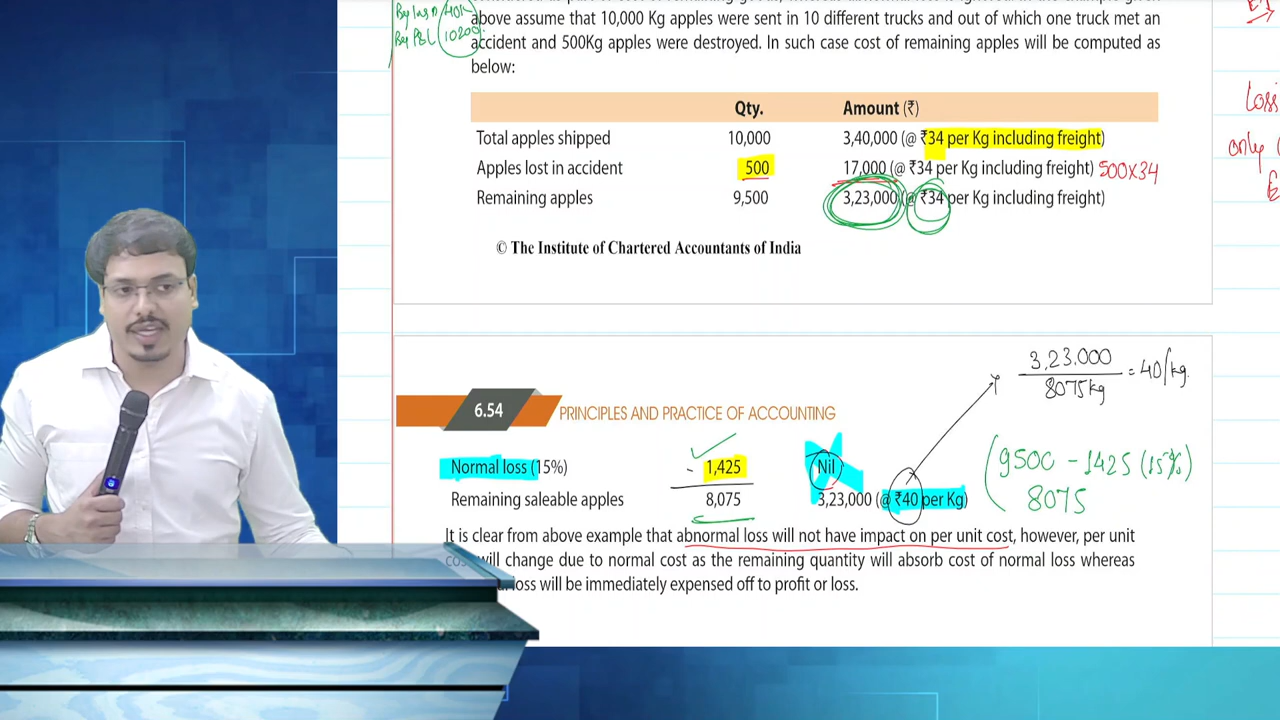 above assume that 10,000 Kg apples were sent in 10 different trucks and out of which one truck met an
accident and 500Kg apples were destroyed. In such case cost of remaining apples will be computed as
below:
Qty. Amount (₹)
Total apples shipped 10,000 3,40,000 (@ ₹34 per Kg including freight)
Apples lost in accident 500 17,000 (@ ₹34 per Kg including freight) 500x34
Remaining apples 9,500 3,23,000 (@ ₹34 per Kg including freight)
10200
Loss
only
© The Institute of Chartered Accountants of India
3,23,000
8075kg
= 40/kg.
6.54 PRINCIPLES AND PRACTICE OF ACCOUNTING
Normal loss (15%) - 1,425 Nil
Remaining saleable apples 8,075 3,23,000 (@ ₹40 per Kg)
(9500 - 1425 (15%)
8075
It is clear from above example that abnormal loss will not have impact on per unit cost, however, per unit
will change due to normal cost as the remaining quantity will absorb cost of normal loss whereas
loss will be immediately expensed off to profit or loss.